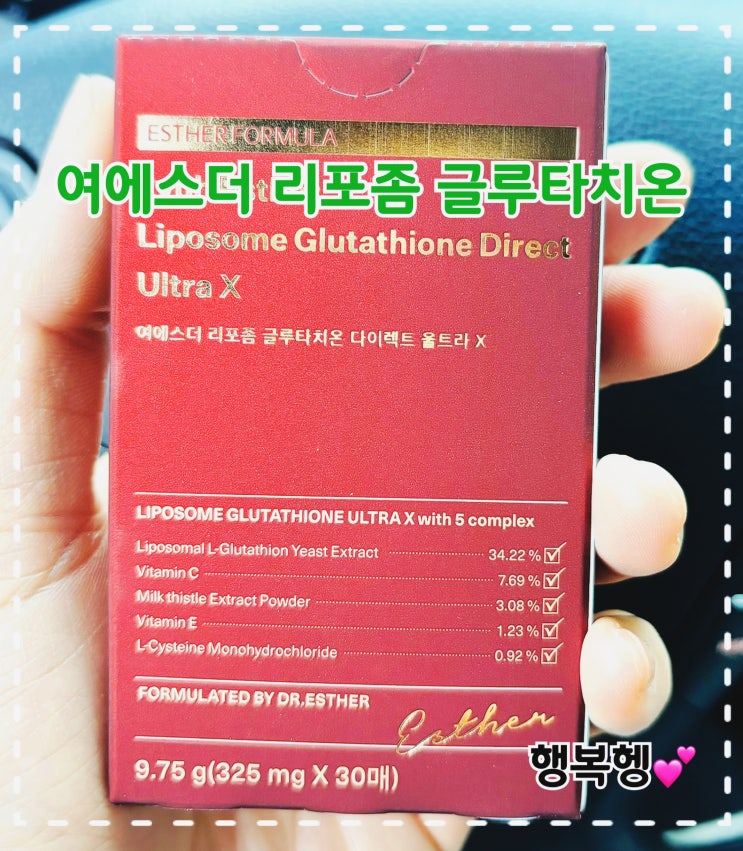 ESTHER FORMULA
여에스더 리포좀 글루타치온
Liposome Glutathione Direct
Ultra X
여에스더 리포좀 글루타치온 다이렉트 울트라 X
LIPOSOME GLUTATHIONE ULTRA X with 5 complex
Liposomal L-Glutathion Yeast Extract 34.22 %
Vitamin C 7.69 %
Milk thistle Extract Powder 3.08 %
Vitamin E 1.23 %
L-Cysteine Monohydrochloride 0.92 %
FORMULATED BY DR.ESTHER
Esther
9.75 g(325 mg X 30매)
행복헹💕